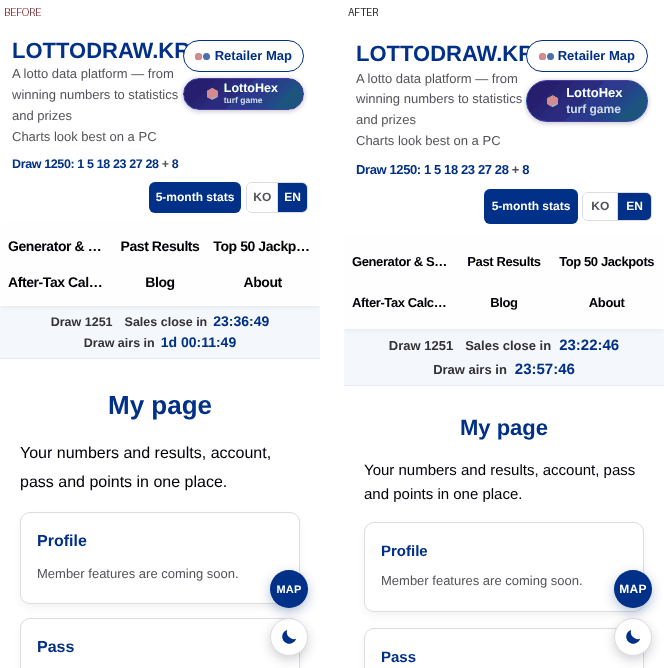 BEFORE
LOTTODRAW.KR
Retailer Map
A lotto data platform — from
winning numbers to statistics
and prizes
Charts look best on a PC
LottoHex
turf game
Draw 1250: 1 5 18 23 27 28 + 8
5-month stats KO EN
Generator & … Past Results Top 50 Jackp…
After-Tax Cal… Blog About
Draw 1251 Sales close in 23:36:49
Draw airs in 1d 00:11:49
My page
Your numbers and results, account,
pass and points in one place.
Profile
Member features are coming soon.
MAP
Pass
AFTER
LOTTODRAW.KR
Retailer Map
A lotto data platform — from
winning numbers to statistics
and prizes
Charts look best on a PC
LottoHex
turf game
Draw 1250: 1 5 18 23 27 28 + 8
5-month stats KO EN
Generator & S… Past Results Top 50 Jackpots
After-Tax Calc… Blog About
Draw 1251 Sales close in 23:22:46
Draw airs in 23:57:46
My page
Your numbers and results, account, pass
and points in one place.
Profile
Member features are coming soon.
MAP
Pass